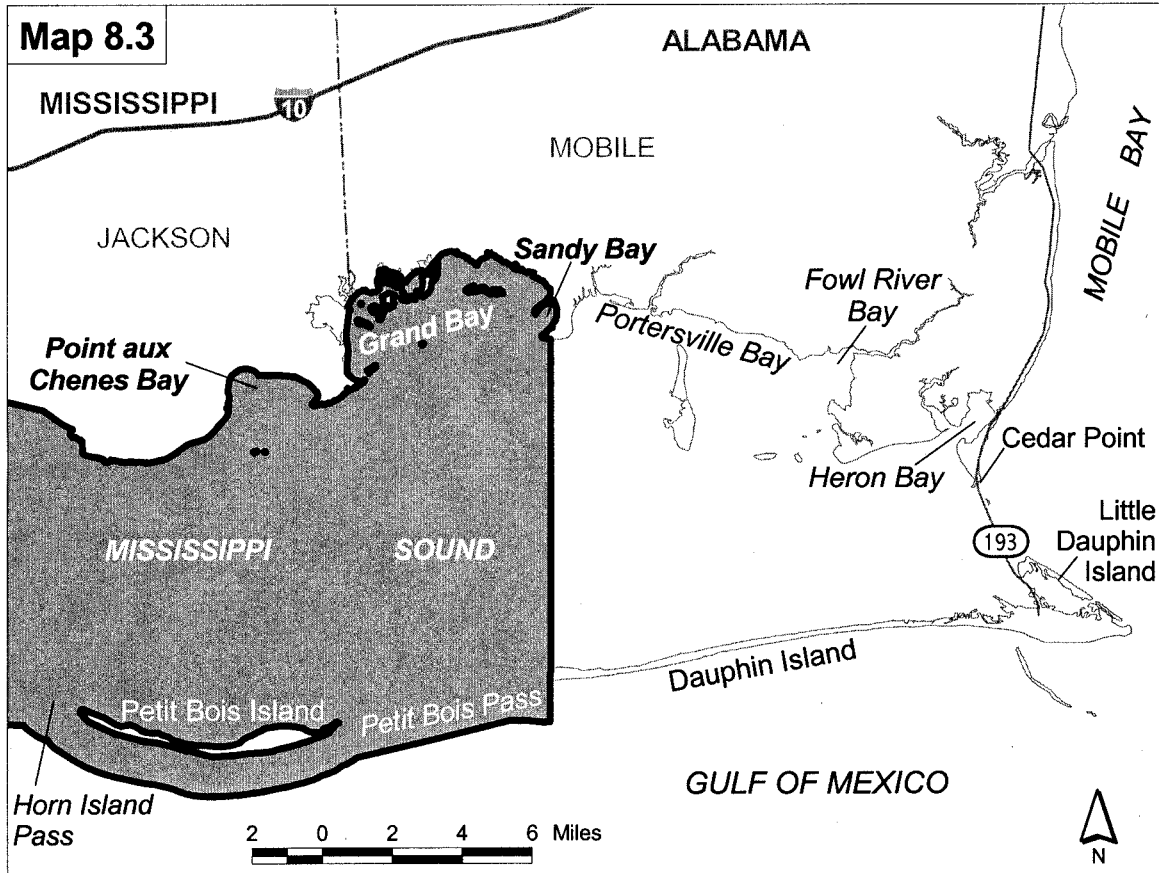 Map 8.3
ALABAMA
MISSISSIPPI
10
MOBILE
MOBILE BAY
JACKSON
Sandy Bay
Fowl River
Bay
Grand Bay
Portersville Bay
Point aux
Chenes Bay
Cedar Point
Heron Bay
Little
Dauphin
Island
193
MISSISSIPPI SOUND
Dauphin Island
Petit Bois Island
Petit Bois Pass
GULF OF MEXICO
Horn Island
Pass
2 0 2 4 6 Miles
N